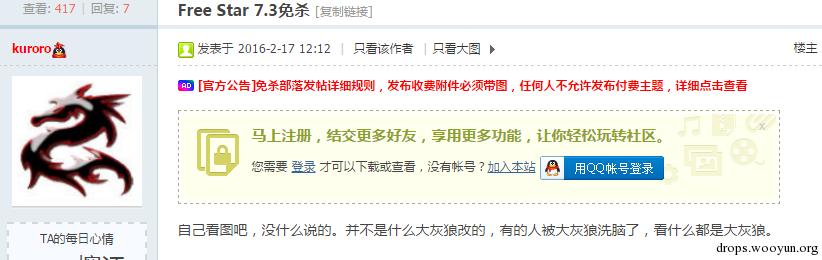 查看: 417 | 回复: 7
Free Star 7.3免杀 [复制链接]
kuroro
发表于 2016-2-17 12:12 | 只看该作者 | 只看大图
楼主
AD [官方公告]免杀部落发帖详细规则，发布收费附件必须带图，任何人不允许发布付费主题，详细点击查看
x
马上注册，结交更多好友，享用更多功能，让你轻松玩转社区。
您需要 登录 才可以下载或查看，没有帐号？加入本站 用QQ帐号登录
自己看图吧，没什么说的。并不是什么大灰狼改的，有的人被大灰狼洗脑了，看什么都是大灰狼。
TA的每日心情
drops.wooyun.org